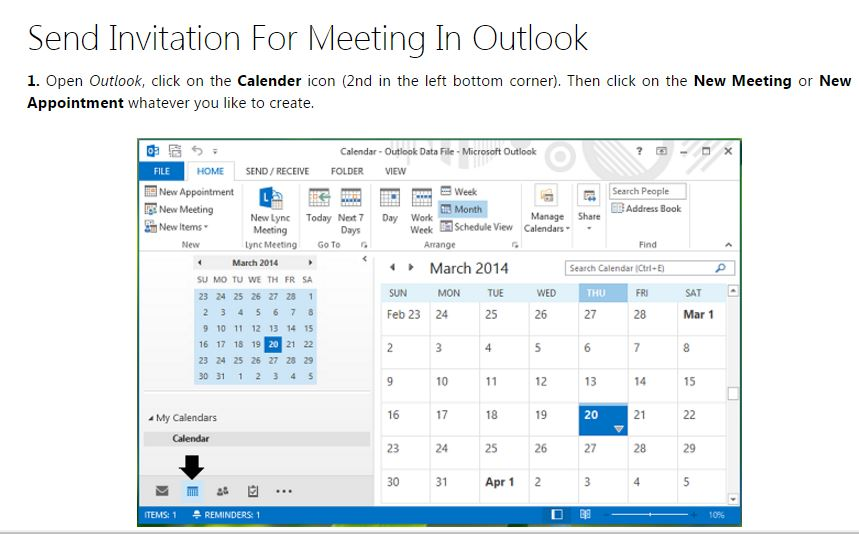 Send Invitation For Meeting In Outlook
1. Open Outlook, click on the Calender icon (2nd in the left bottom corner). Then click on the New Meeting or New
Appointment whatever you like to create.
Calendar - Outlook Data File - Microsoft Outlook
FILE HOME SEND / RECEIVE FOLDER VIEW
New Appointment
New Meeting
New Items
New
New Lync
Meeting
Lync Meeting
Today Next 7
Days
Go To
Day Work
Week
Week
Month
Schedule View
Arrange
Manage
Calendars
Share
Search People
Address Book
Find
March 2014
SU MO TU WE TH FR SA
23 24 25 26 27 28 1
2 3 4 5 6 7 8
9 10 11 12 13 14 15
16 17 18 19 20 21 22
23 24 25 26 27 28 29
30 31 1 2 3 4 5
My Calendars
Calendar
March 2014
Search Calendar (Ctrl+E)
SUN MON TUE WED THU FRI SAT
Feb 23 24 25 26 27 28 Mar 1
2 3 4 5 6 7 8
9 10 11 12 13 14 15
16 17 18 19 20 21 22
23 24 25 26 27 28 29
30 31 Apr 1 2 3 4 5
ITEMS: 1 REMINDERS: 1
10%